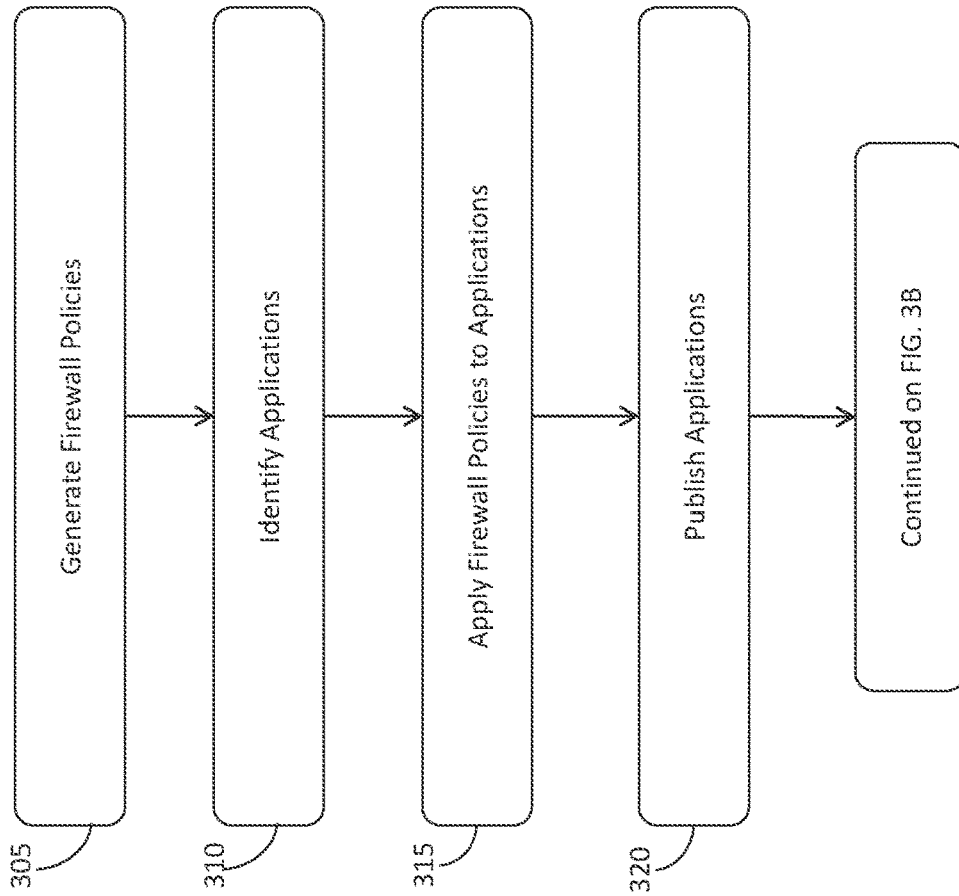 305
Generate Firewall Policies
310
Identify Applications
315
Apply Firewall Policies to Applications
320
Publish Applications
Continued on FIG. 3B